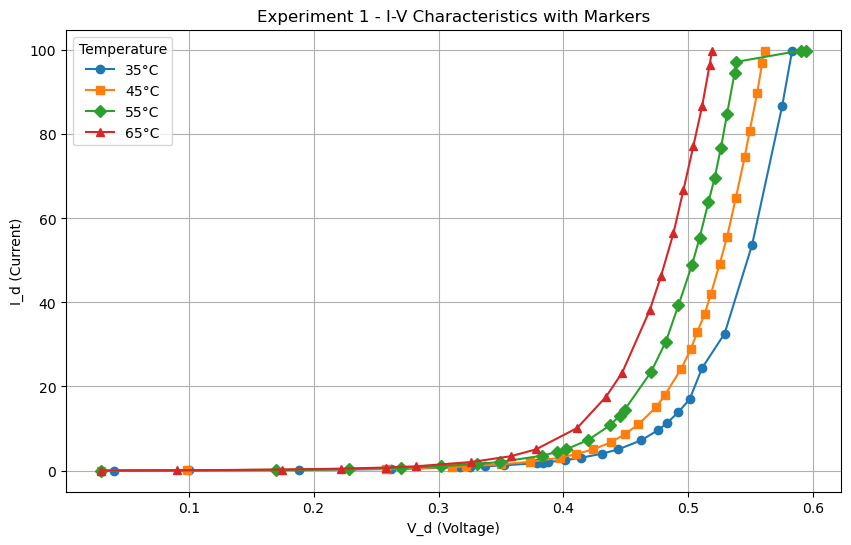 Experiment 1 - I-V Characteristics with Markers
Temperature
35°C
45°C
55°C
65°C
100
80
60
40
20
0
I_d (Current)
0.1 0.2 0.3 0.4 0.5 0.6
V_d (Voltage)